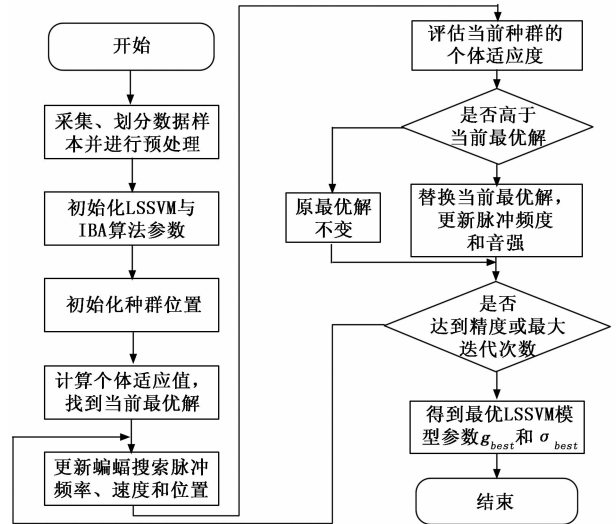 开始
采集、划分数据样
本并进行预处理
初始化LSSVM与
IBA算法参数
初始化种群位置
计算个体适应值,
找到当前最优解
更新蝙蝠搜索脉冲
频率、速度和位置
评估当前种群的
个体适应度
是否高于
当前最优解
原最优解
不变
替换当前最优解,
更新脉冲频度
和音强
是否
达到精度或最大
迭代次数
得到最优LSSVM模
型参数g_best和σ_best
结束